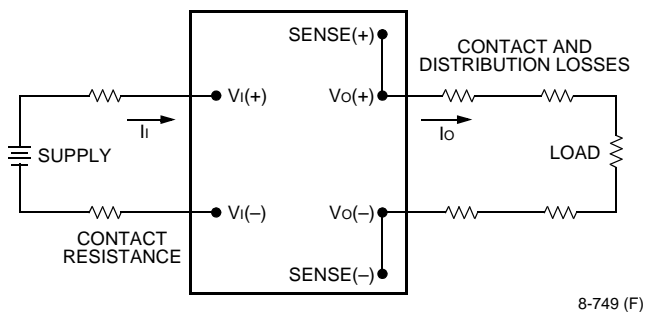 SENSE(+)
CONTACT AND
DISTRIBUTION LOSSES
VI(+)
VO(+)
II
IO
SUPPLY
LOAD
VI(–)
VO(–)
CONTACT
RESISTANCE
SENSE(–)
8-749 (F)